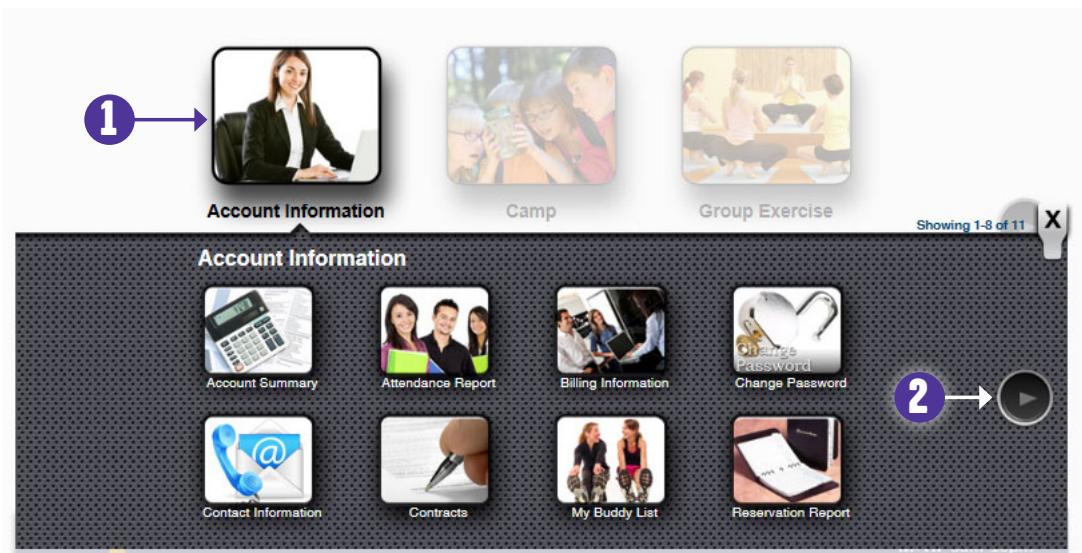 1
Account Information
Camp
Group Exercise
Showing 1-8 of 11
X
Account Information
Account Summary
Attendance Report
Billing Information
Change
Password
Change Password
2
@
Contact Information
Contracts
My Buddy List
Reservation Report